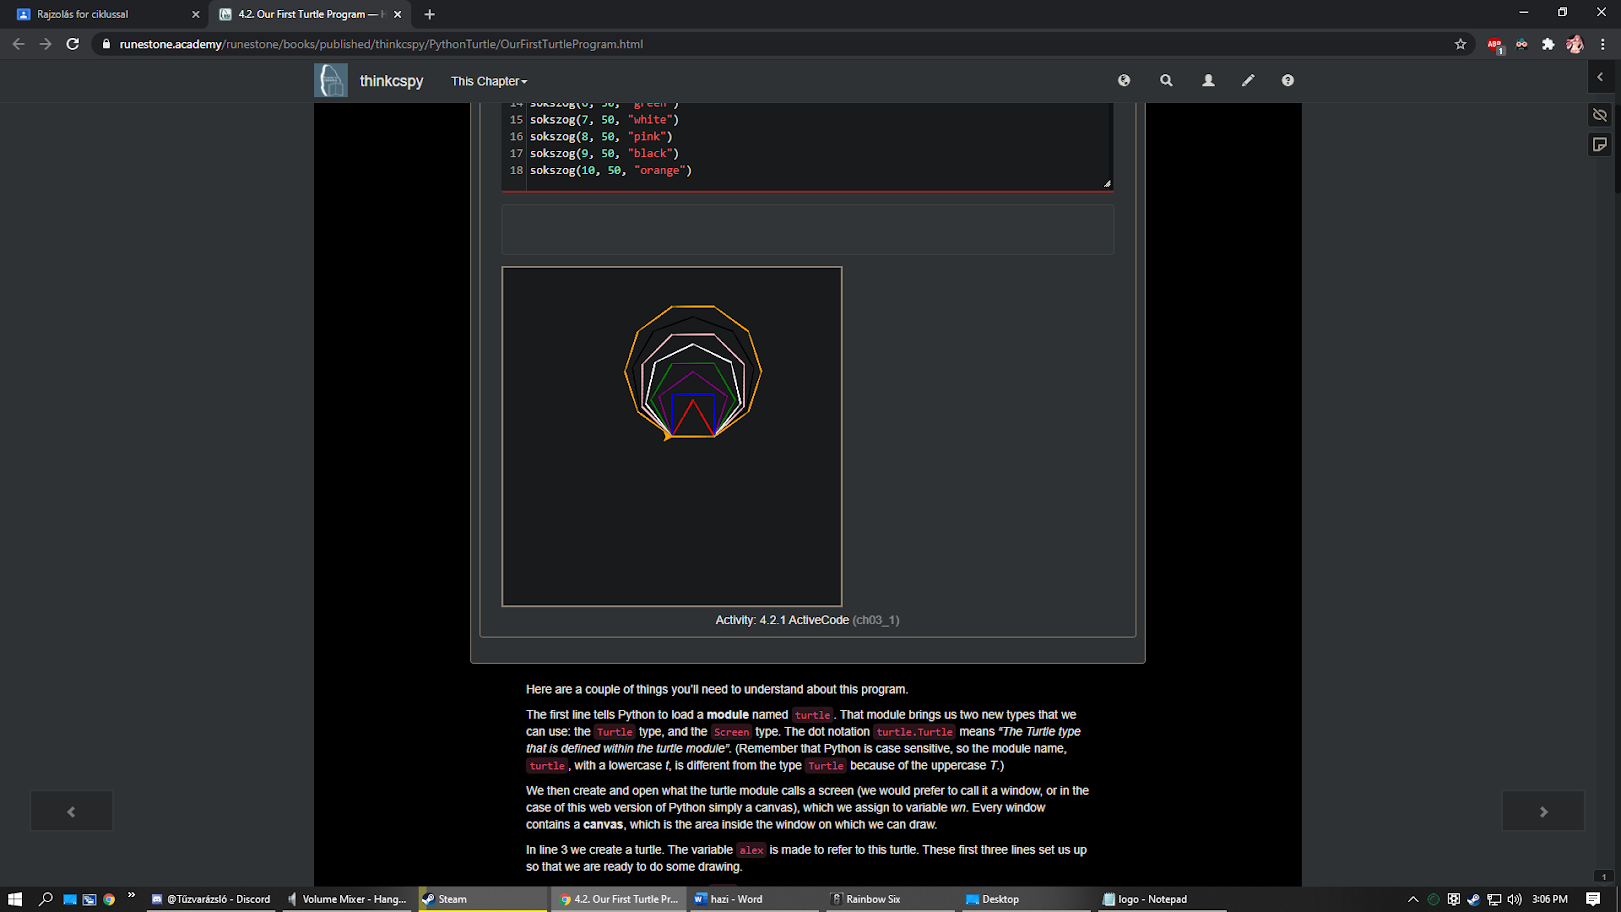 Rajzolás for ciklussal
4.2. Our First Turtle Program — H
runestone.academy/runestone/books/published/thinkcspy/PythonTurtle/OurFirstTurtleProgram.html
ABP
1
thinkcspy
This Chapter
14 sokszog(6, 50, "green")
15 sokszog(7, 50, "white")
16 sokszog(8, 50, "pink")
17 sokszog(9, 50, "black")
18 sokszog(10, 50, "orange")
Activity: 4.2.1 ActiveCode (ch03_1)
Here are a couple of things you’ll need to understand about this program.
The first line tells Python to load a module named turtle. That module brings us two new types that we
can use: the Turtle type, and the Screen type. The dot notation turtle.Turtle means “The Turtle type
that is defined within the turtle module”. (Remember that Python is case sensitive, so the module name,
turtle, with a lowercase t, is different from the type Turtle because of the uppercase T.)
We then create and open what the turtle module calls a screen (we would prefer to call it a window, or in the
case of this web version of Python simply a canvas), which we assign to variable wn. Every window
contains a canvas, which is the area inside the window on which we can draw.
In line 3 we create a turtle. The variable alex is made to refer to this turtle. These first three lines set us up
so that we are ready to do some drawing.
1
@Tűzvarázsló - Discord
Volume Mixer - Hang...
Steam
4.2. Our First Turtle Pr...
hazi - Word
Rainbow Six
Desktop
logo - Notepad
3:06 PM